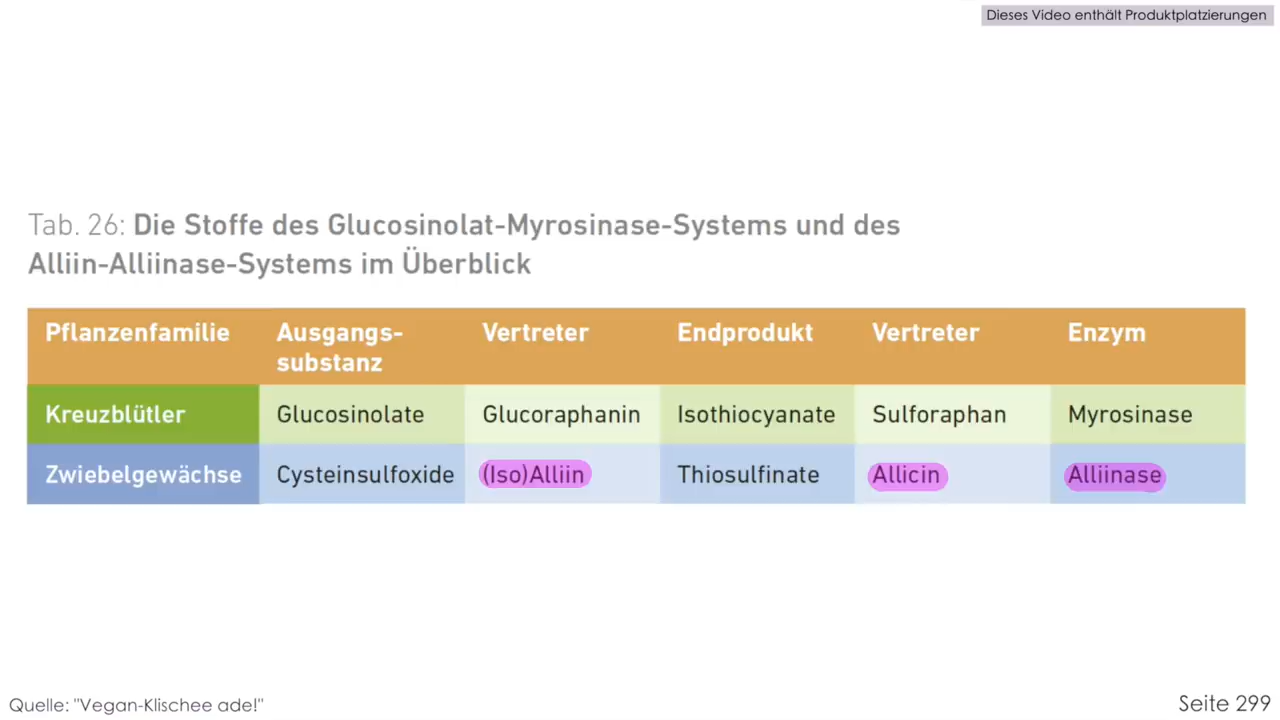 Dieses Video enthält Produktplatzierungen
Tab. 26: Die Stoffe des Glucosinolat-Myrosinase-Systems und des
Alliin-Alliinase-Systems im Überblick
Pflanzenfamilie Ausgangs- Vertreter Endprodukt Vertreter Enzym
substanz
Kreuzblütler Glucosinolate Glucoraphanin Isothiocyanate Sulforaphan Myrosinase
Zwiebelgewächse Cysteinsulfoxide (Iso)Alliin Thiosulfinate Allicin Alliinase
Quelle: "Vegan-Klischee ade!" Seite 299